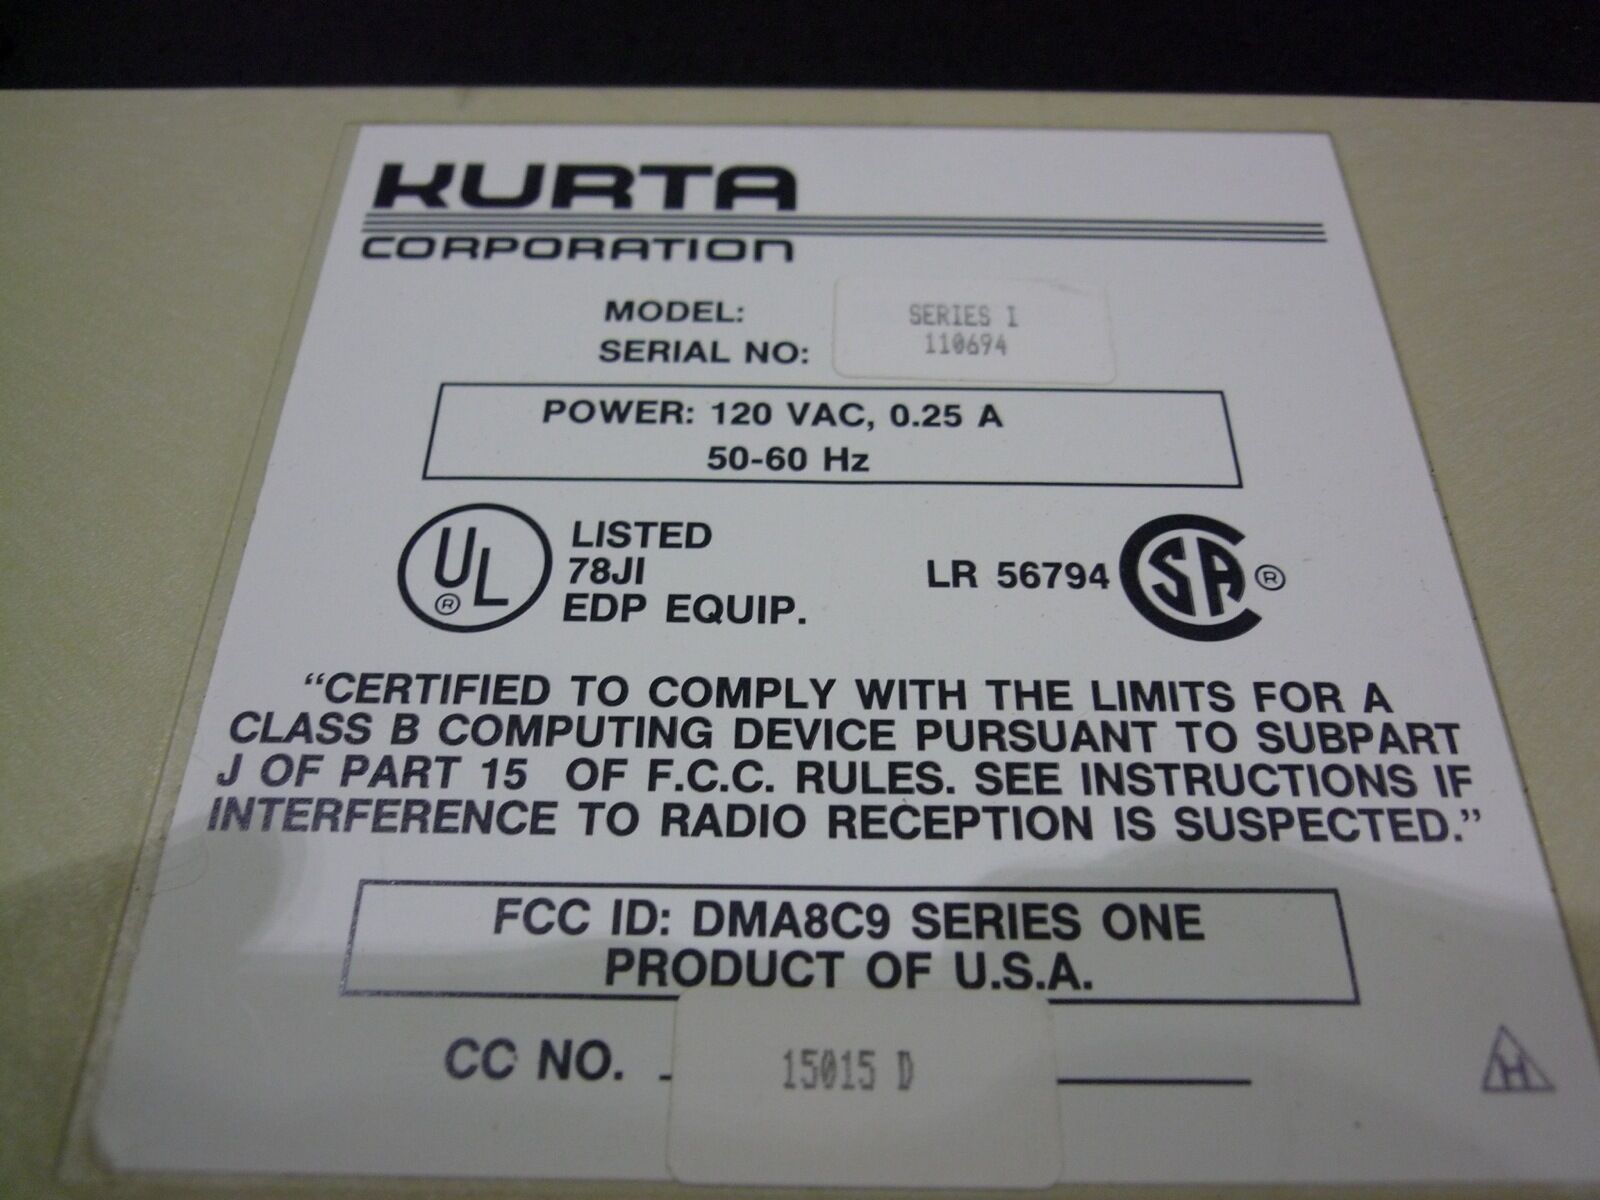 KURTA
CORPORATION
MODEL: SERIES I
SERIAL NO: 110694
POWER: 120 VAC, 0.25 A
50-60 Hz
UL ® LISTED
78JI
EDP EQUIP.
LR 56794 CSA ®
“CERTIFIED TO COMPLY WITH THE LIMITS FOR A
CLASS B COMPUTING DEVICE PURSUANT TO SUBPART
J OF PART 15 OF F.C.C. RULES. SEE INSTRUCTIONS IF
INTERFERENCE TO RADIO RECEPTION IS SUSPECTED.”
FCC ID: DMA8C9 SERIES ONE
PRODUCT OF U.S.A.
CC NO. 15015 D
H